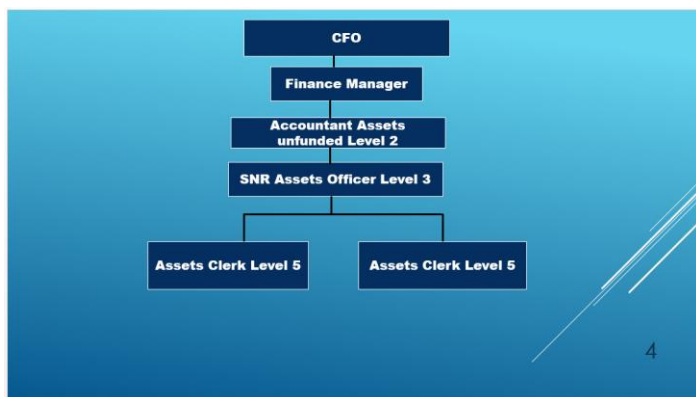 CFO
Finance Manager
Accountant Assets
unfunded Level 2
SNR Assets Officer Level 3
Assets Clerk Level 5
Assets Clerk Level 5
4